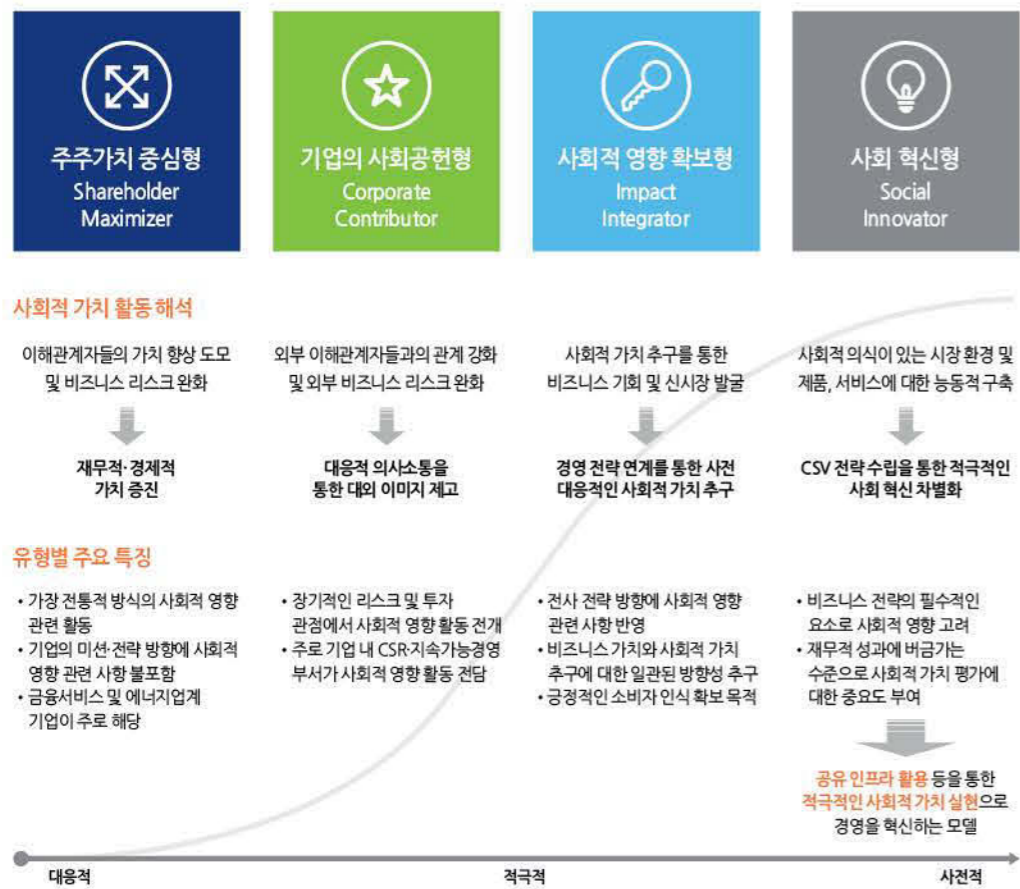 주주가치 중심형
Shareholder
Maximizer
기업의 사회공헌형
Corporate
Contributor
사회적 영향 확보형
Impact
Integrator
사회 혁신형
Social
Innovator
사회적 가치 활동 해석
이해관계자들의 가치 향상 도모
및 비즈니스 리스크 완화
재무적·경제적
가치 증진
외부 이해관계자들과의 관계 강화
및 외부 비즈니스 리스크 완화
대응적 의사소통을
통한 대외 이미지 제고
사회적 가치 추구를 통한
비즈니스 기회 및 신시장 발굴
경영 전략 연계를 통한 사전
대응적인 사회적 가치 추구
사회적 의식이 있는 시장 환경 및
제품, 서비스에 대한 능동적 구축
CSV 전략 수립을 통한 적극적인
사회 혁신 차별화
유형별 주요 특징
• 가장 전통적 방식의 사회적 영향
관련 활동
• 기업의 미션·전략 방향에 사회적
영향 관련 사항 불포함
• 금융서비스 및 에너지업계
기업이 주로 해당
• 장기적인 리스크 및 투자
관점에서 사회적 영향 활동 전개
• 주로 기업 내 CSR·지속가능경영
부서가 사회적 영향 활동 전담
• 전사 전략 방향에 사회적 영향
관련 사항 반영
• 비즈니스 가치와 사회적 가치
추구에 대한 일관된 방향성 추구
• 긍정적인 소비자 인식 확보 목적
• 비즈니스 전략의 필수적인
요소로 사회적 영향 고려
• 재무적 성과에 버금가는
수준으로 사회적 가치 평가에
대한 중요도 부여
공유 인프라 활용 등을 통한
적극적인 사회적 가치 실현으로
경영을 혁신하는 모델
대응적
적극적
사전적